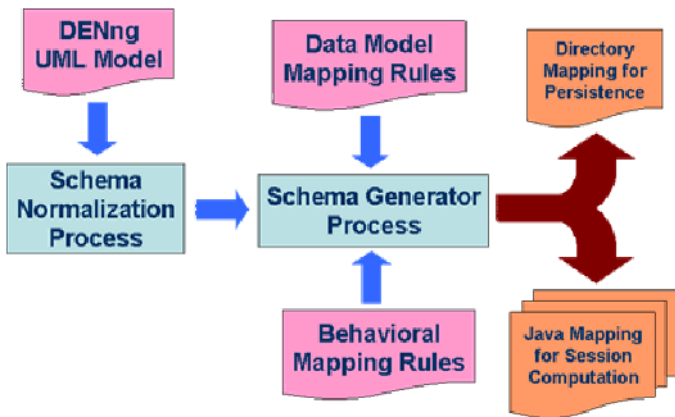 DENng
UML Model
Data Model
Mapping Rules
Directory
Mapping for
Persistence
Schema
Normalization
Process
Schema Generator
Process
Behavioral
Mapping Rules
Java Mapping
for Session
Computation